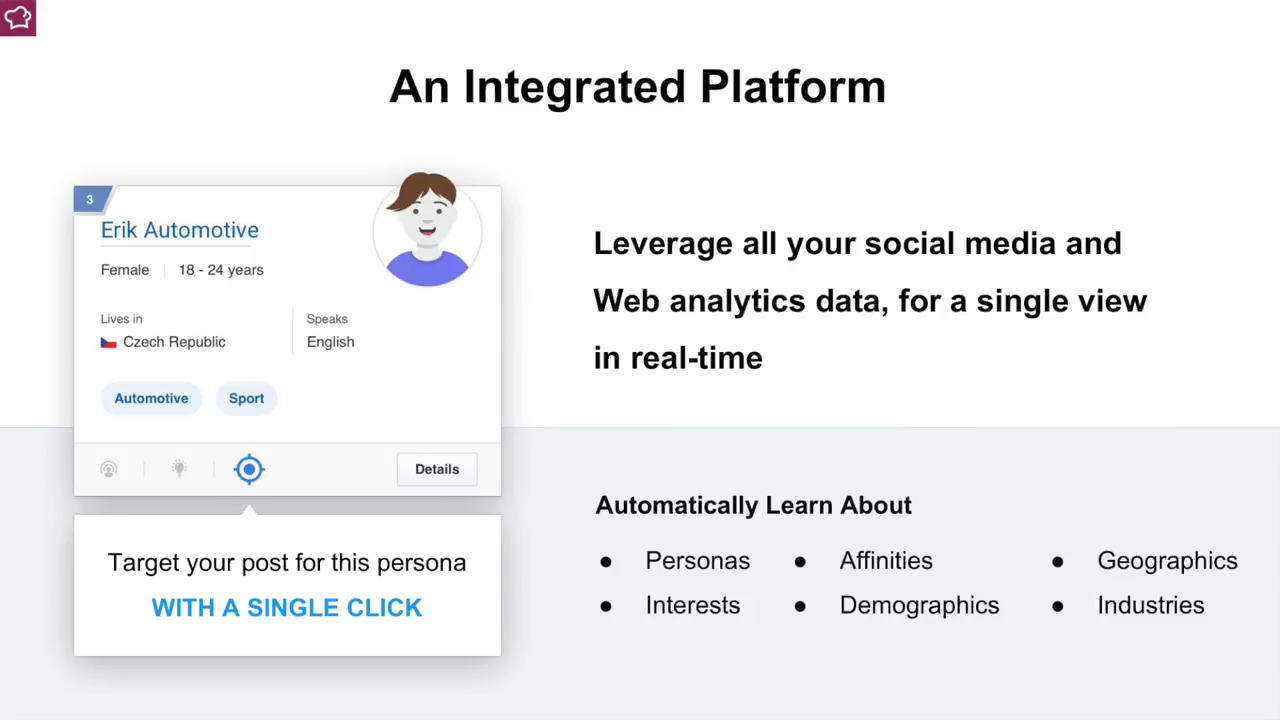 An Integrated Platform
3
Erik Automotive
Female 18 - 24 years
Lives in Speaks
Czech Republic English
Automotive Sport
Details
Target your post for this persona
WITH A SINGLE CLICK
Leverage all your social media and
Web analytics data, for a single view
in real-time
Automatically Learn About
● Personas ● Affinities ● Geographics
● Interests ● Demographics ● Industries